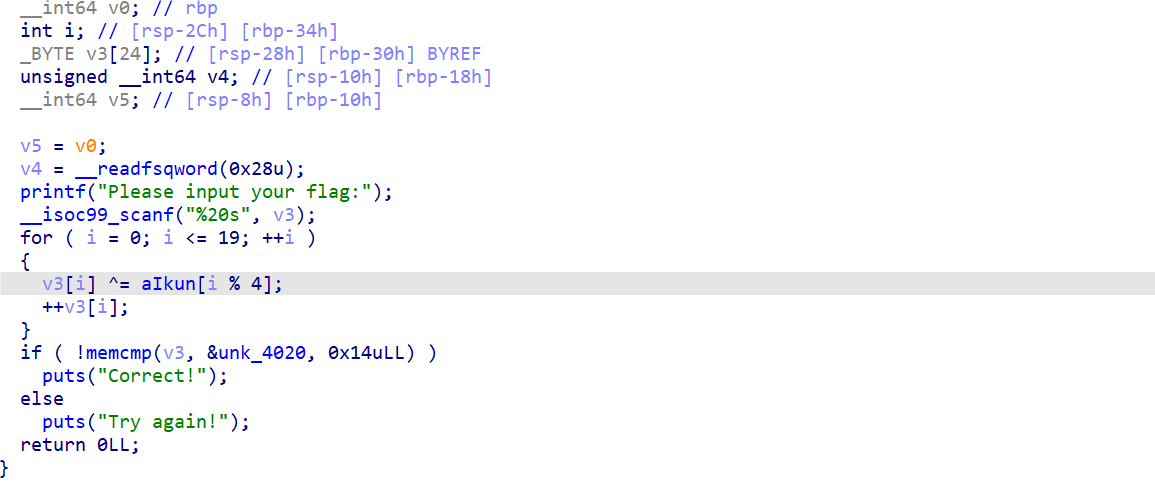 __int64 v0; // rbp
int i; // [rsp-2Ch] [rbp-34h]
_BYTE v3[24]; // [rsp-28h] [rbp-30h] BYREF
unsigned __int64 v4; // [rsp-10h] [rbp-18h]
__int64 v5; // [rsp-8h] [rbp-10h]
v5 = v0;
v4 = __readfsqword(0x28u);
printf("Please input your flag:");
__isoc99_scanf("%20s", v3);
for ( i = 0; i <= 19; ++i )
{
v3[i] ^= aIkun[i % 4];
++v3[i];
}
if ( !memcmp(v3, &unk_4020, 0x14uLL) )
puts("Correct!");
else
puts("Try again!");
return 0LL;
}